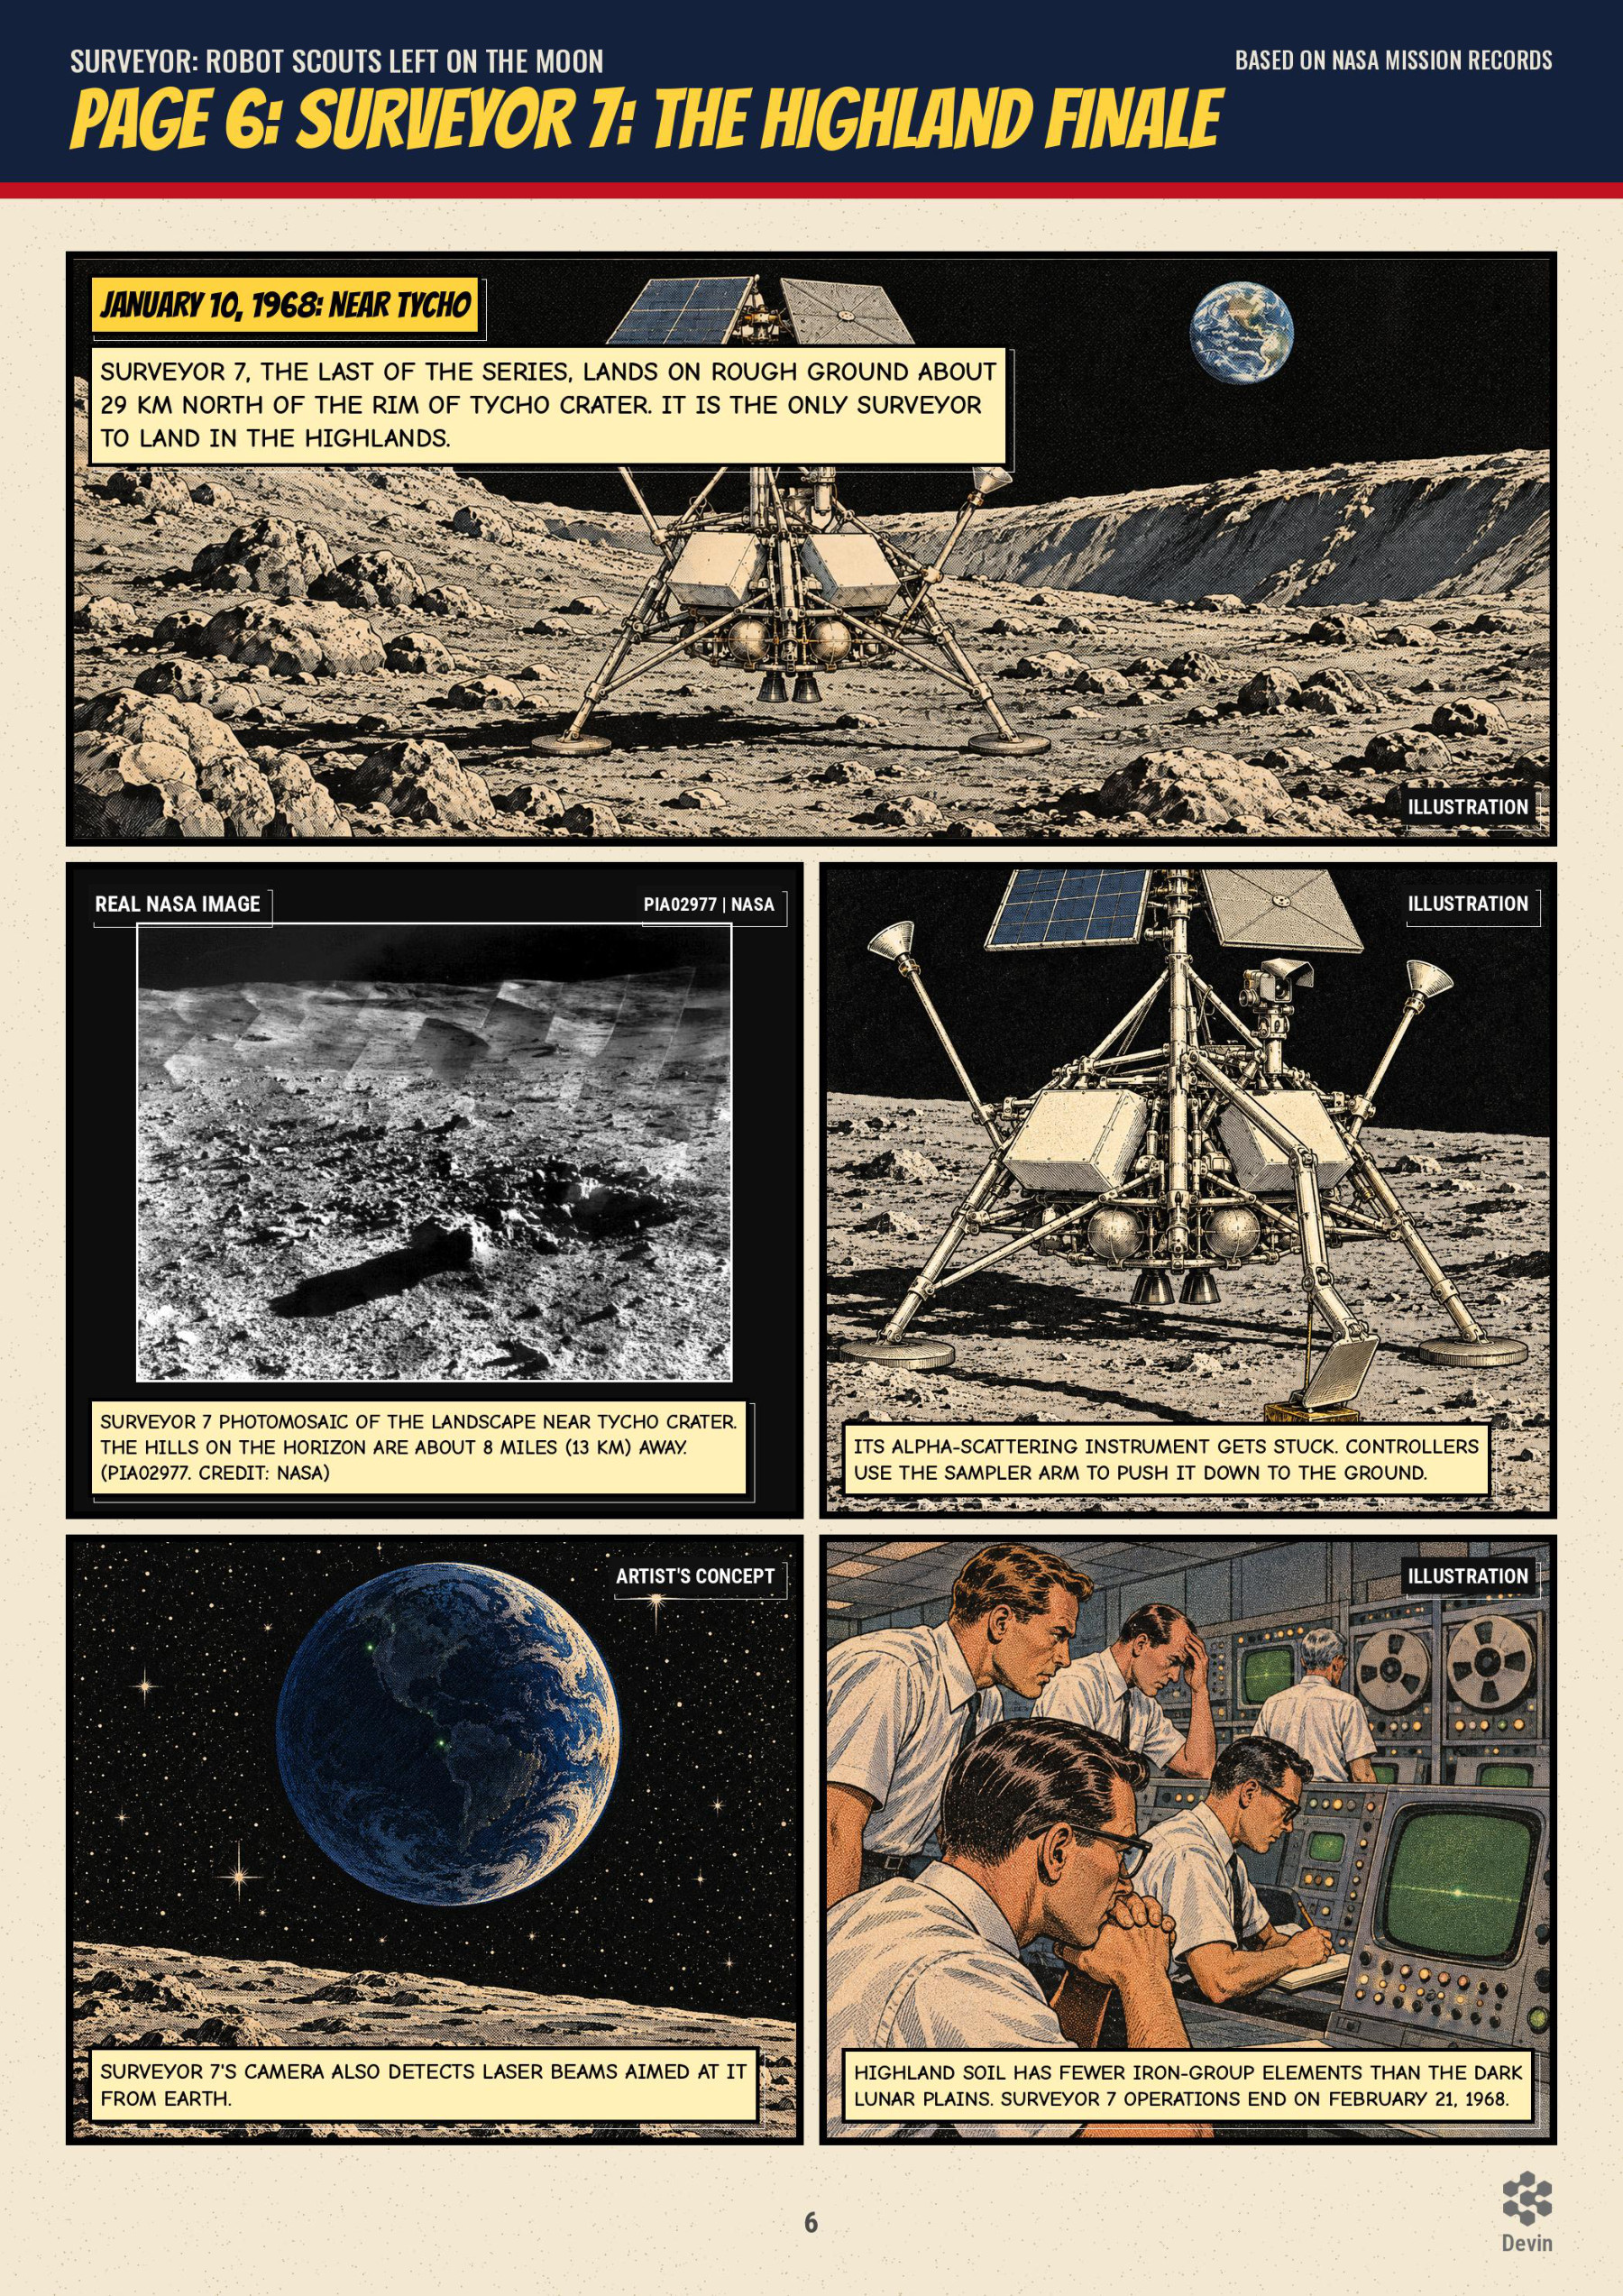 SURVEYOR: ROBOT SCOUTS LEFT ON THE MOON
BASED ON NASA MISSION RECORDS
PAGE 6: SURVEYOR 7: THE HIGHLAND FINALE
JANUARY 10, 1968: NEAR TYCHO
SURVEYOR 7, THE LAST OF THE SERIES, LANDS ON ROUGH GROUND ABOUT
29 KM NORTH OF THE RIM OF TYCHO CRATER. IT IS THE ONLY SURVEYOR
TO LAND IN THE HIGHLANDS.
ILLUSTRATION
REAL NASA IMAGE
PIA02977 | NASA
SURVEYOR 7 PHOTOMOSAIC OF THE LANDSCAPE NEAR TYCHO CRATER.
THE HILLS ON THE HORIZON ARE ABOUT 8 MILES (13 KM) AWAY.
(PIA02977. CREDIT: NASA)
ILLUSTRATION
ITS ALPHA-SCATTERING INSTRUMENT GETS STUCK. CONTROLLERS
USE THE SAMPLER ARM TO PUSH IT DOWN TO THE GROUND.
ARTIST'S CONCEPT
SURVEYOR 7'S CAMERA ALSO DETECTS LASER BEAMS AIMED AT IT
FROM EARTH.
ILLUSTRATION
HIGHLAND SOIL HAS FEWER IRON-GROUP ELEMENTS THAN THE DARK
LUNAR PLAINS. SURVEYOR 7 OPERATIONS END ON FEBRUARY 21, 1968.
6
Devin